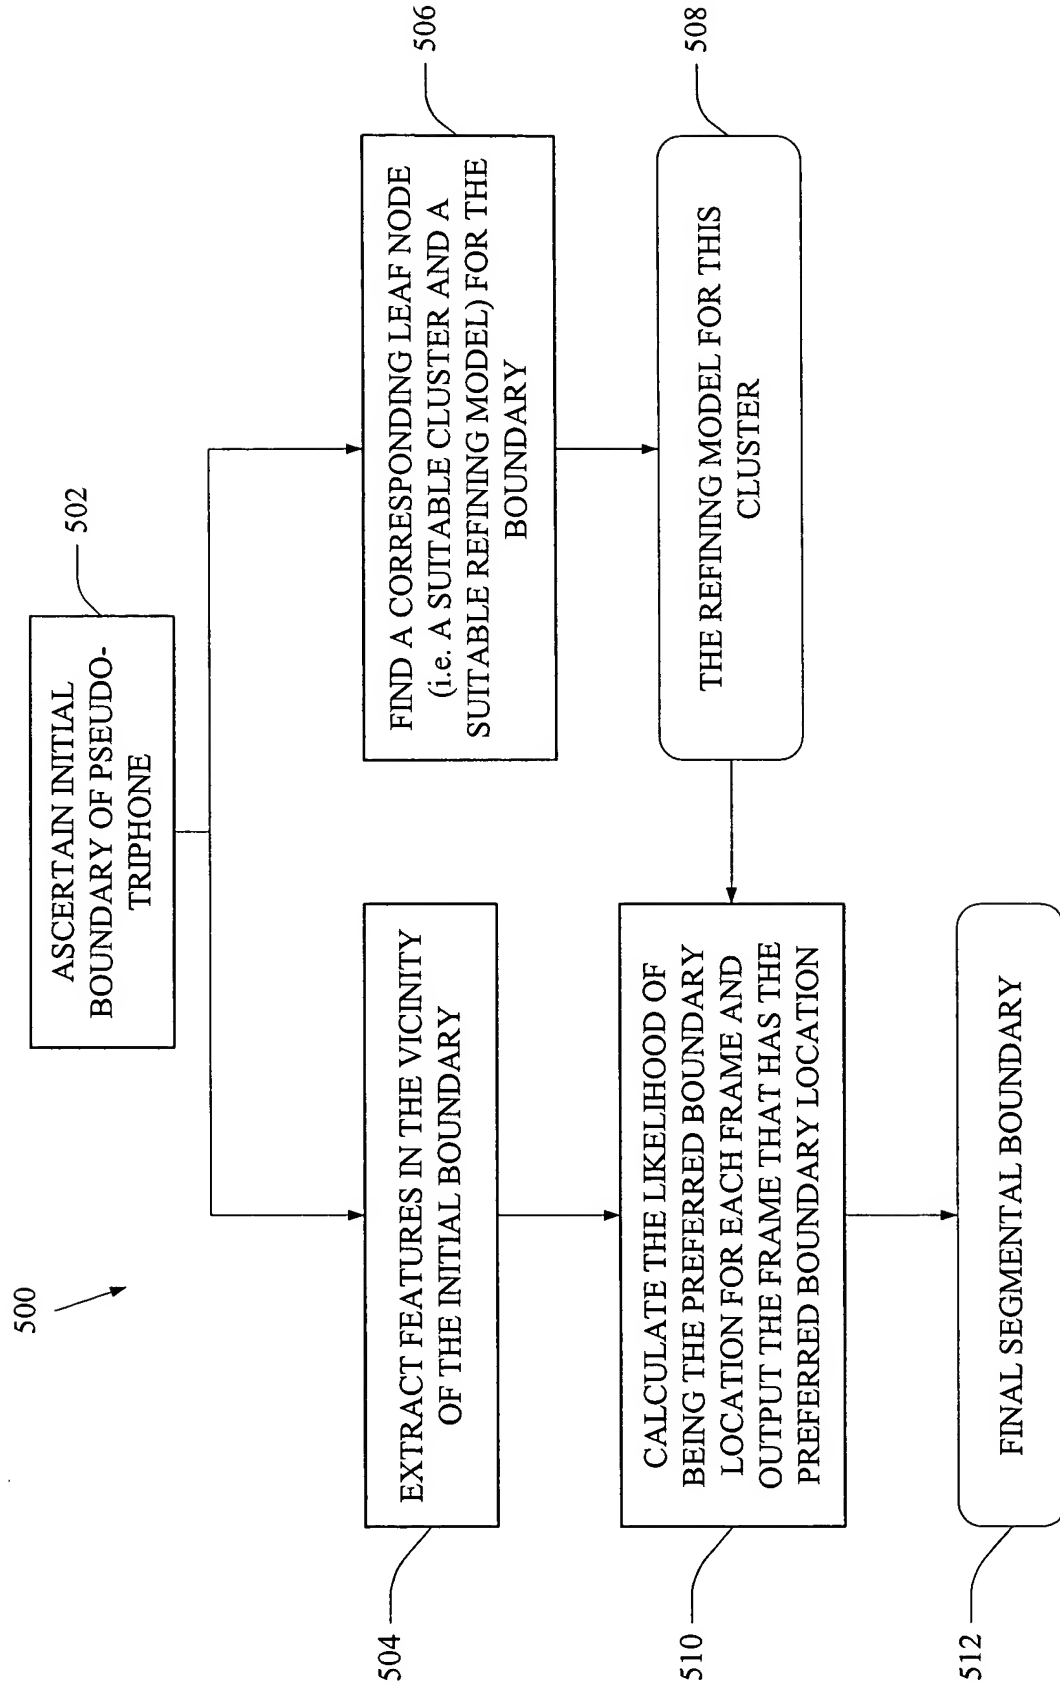 500
502
ASCERTAIN INITIAL
BOUNDARY OF PSEUDO-
TRIPHONE
504
EXTRACT FEATURES IN THE VICINITY
OF THE INITIAL BOUNDARY
506
FIND A CORRESPONDING LEAF NODE
(i.e. A SUITABLE CLUSTER AND A
SUITABLE REFINING MODEL) FOR THE
BOUNDARY
508
THE REFINING MODEL FOR THIS
CLUSTER
510
CALCULATE THE LIKELIHOOD OF
BEING THE PREFERRED BOUNDARY
LOCATION FOR EACH FRAME AND
OUTPUT THE FRAME THAT HAS THE
PREFERRED BOUNDARY LOCATION
512
FINAL SEGMENTAL BOUNDARY